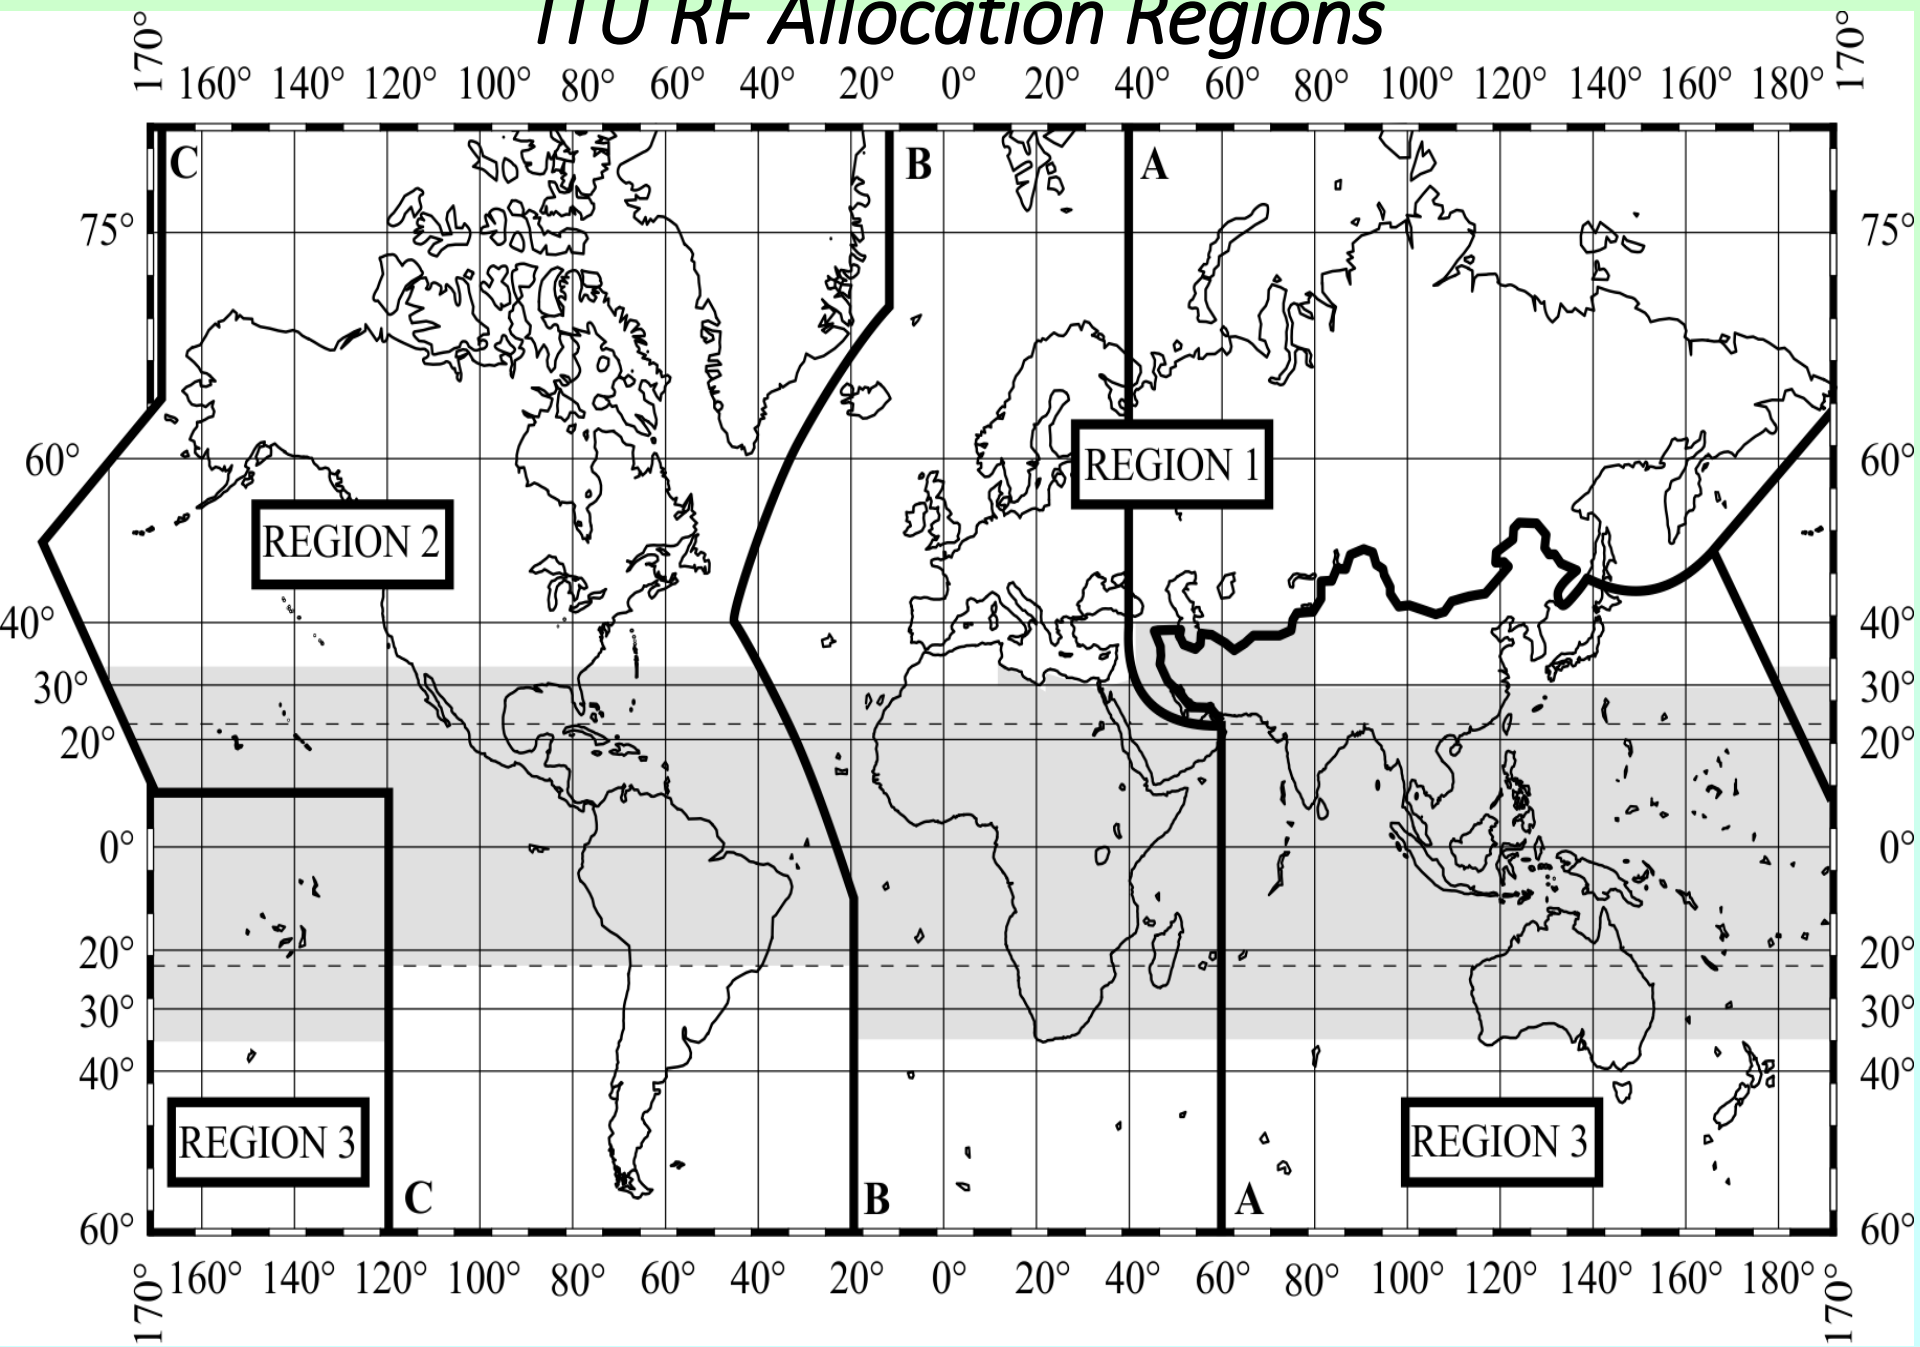 ITU RF Allocation Regions
170° 160° 140° 120° 100° 80° 60° 40° 20° 0° 20° 40° 60° 80° 100° 120° 140° 160° 180° 170°
C B A
75° 75°
REGION 1
60° 60°
REGION 2
40° 40°
30° 30°
20° 20°
0° 0°
20° 20°
30° 30°
40° 40°
REGION 3 REGION 3
C B A
60° 60°
170° 160° 140° 120° 100° 80° 60° 40° 20° 0° 20° 40° 60° 80° 100° 120° 140° 160° 180° 170°